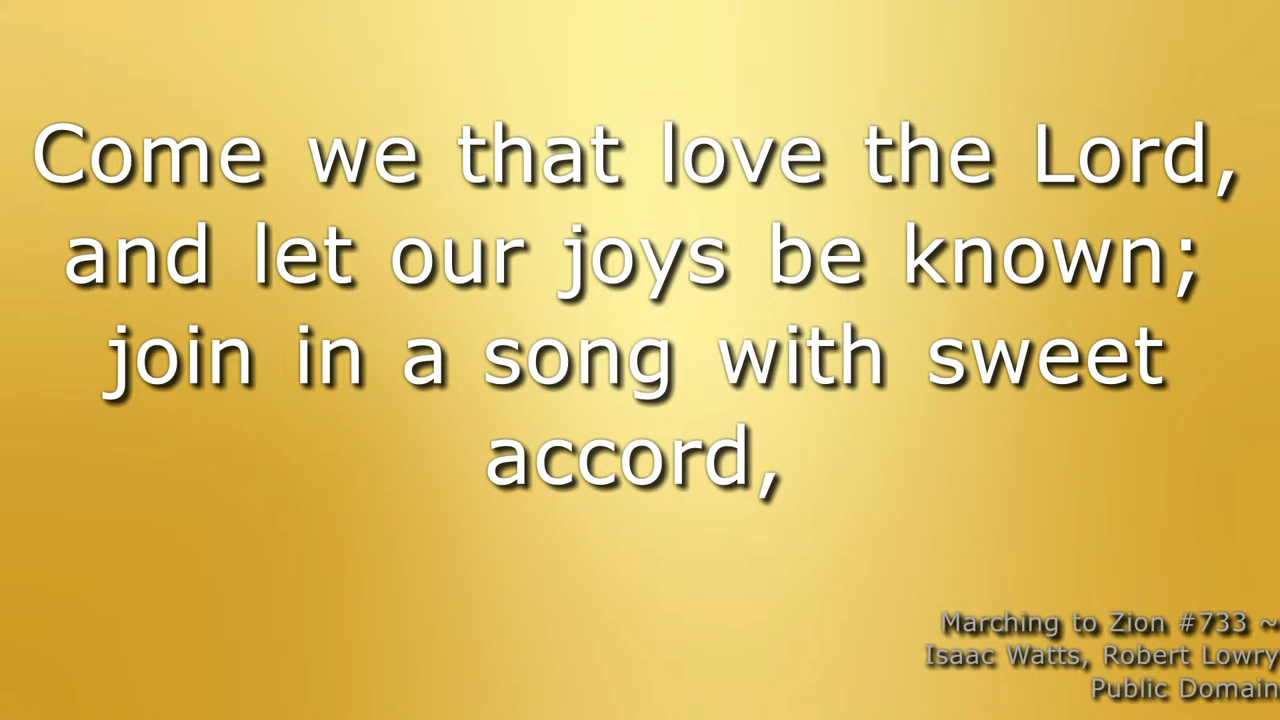 Come we that love the Lord,
and let our joys be known;
join in a song with sweet
accord,
Marching to Zion #733 ~
Isaac Watts, Robert Lowry
Public Domain